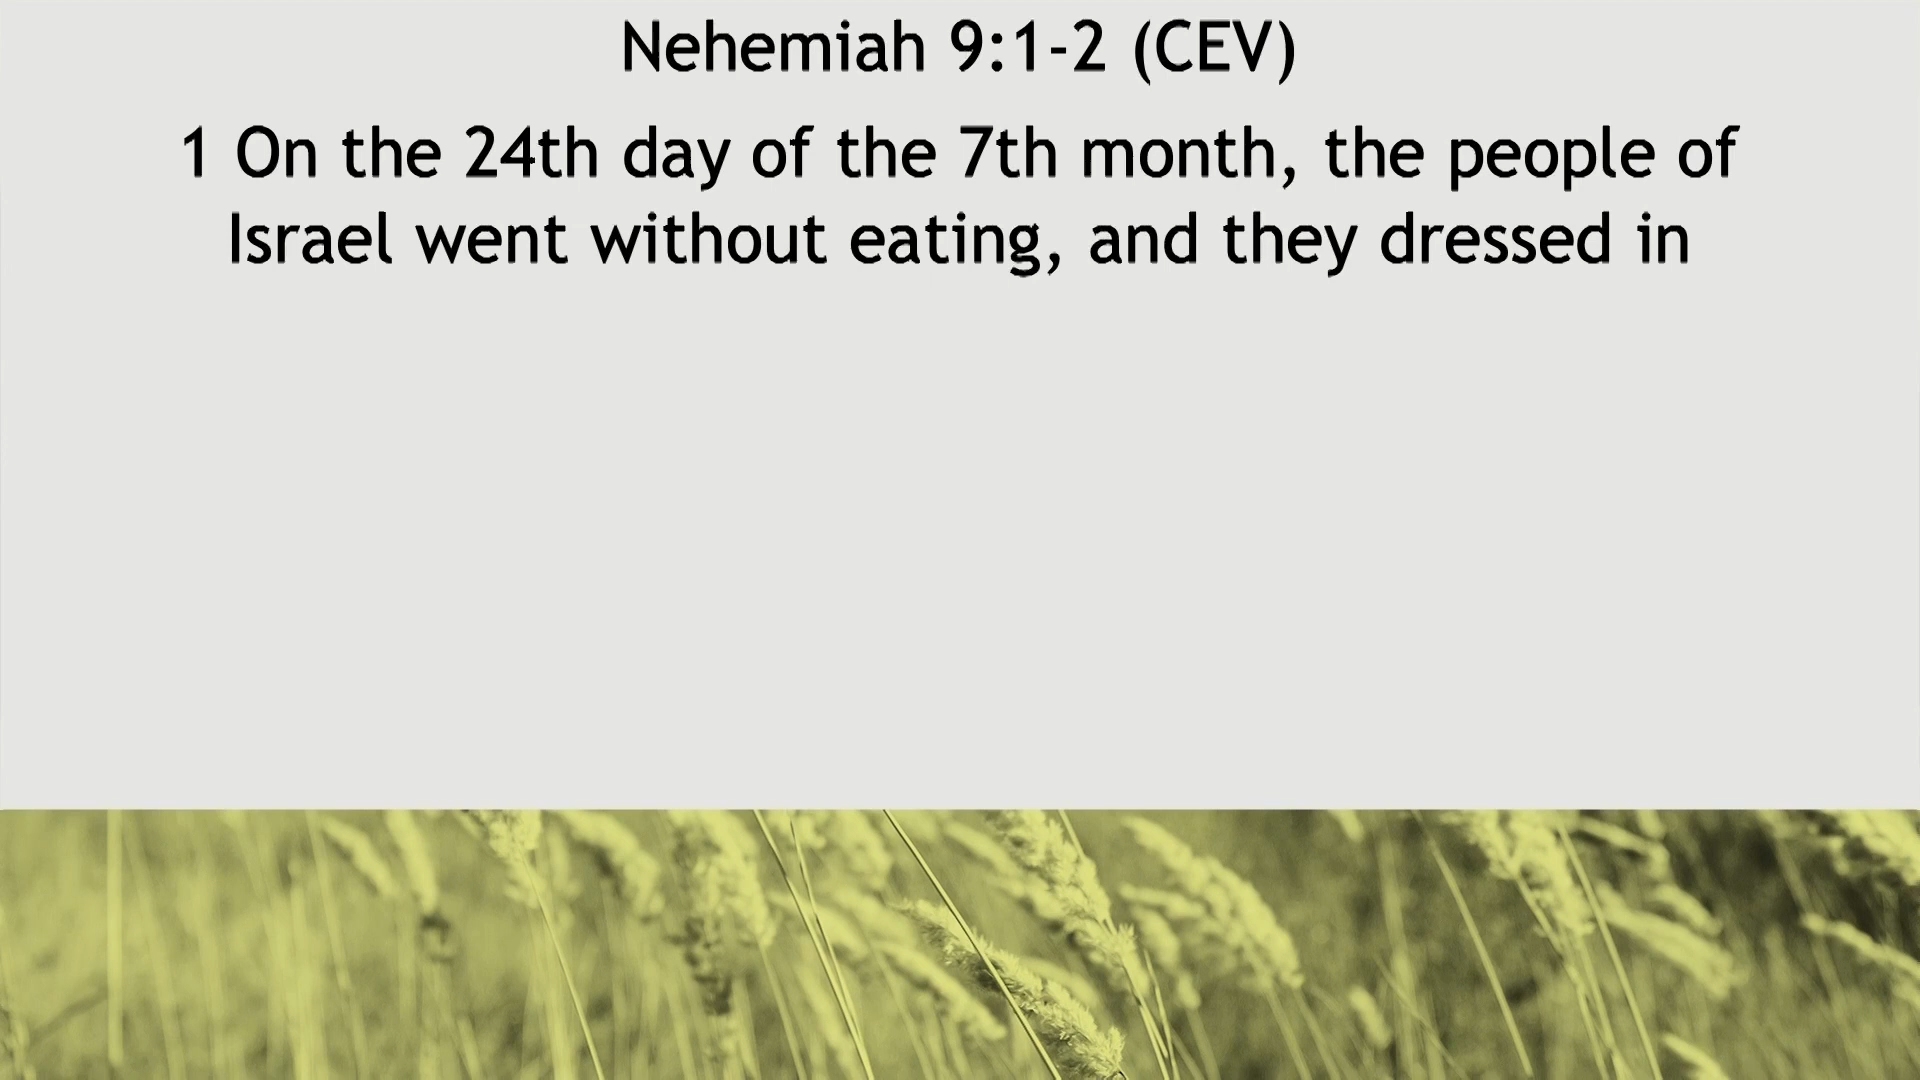 Nehemiah 9:1-2 (CEV)
1 On the 24th day of the 7th month, the people of
Israel went without eating, and they dressed in